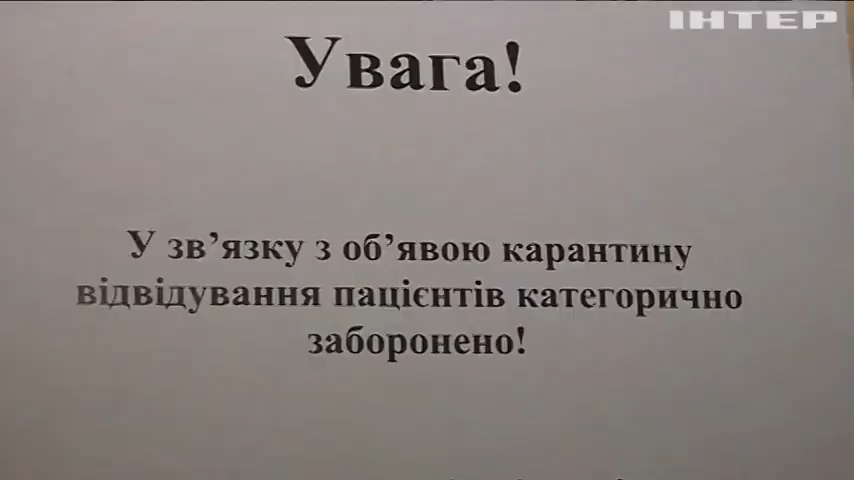 ІНТЕР
Увага!
У зв’язку з об’явою карантину
відвідування пацієнтів категорично
заборонено!